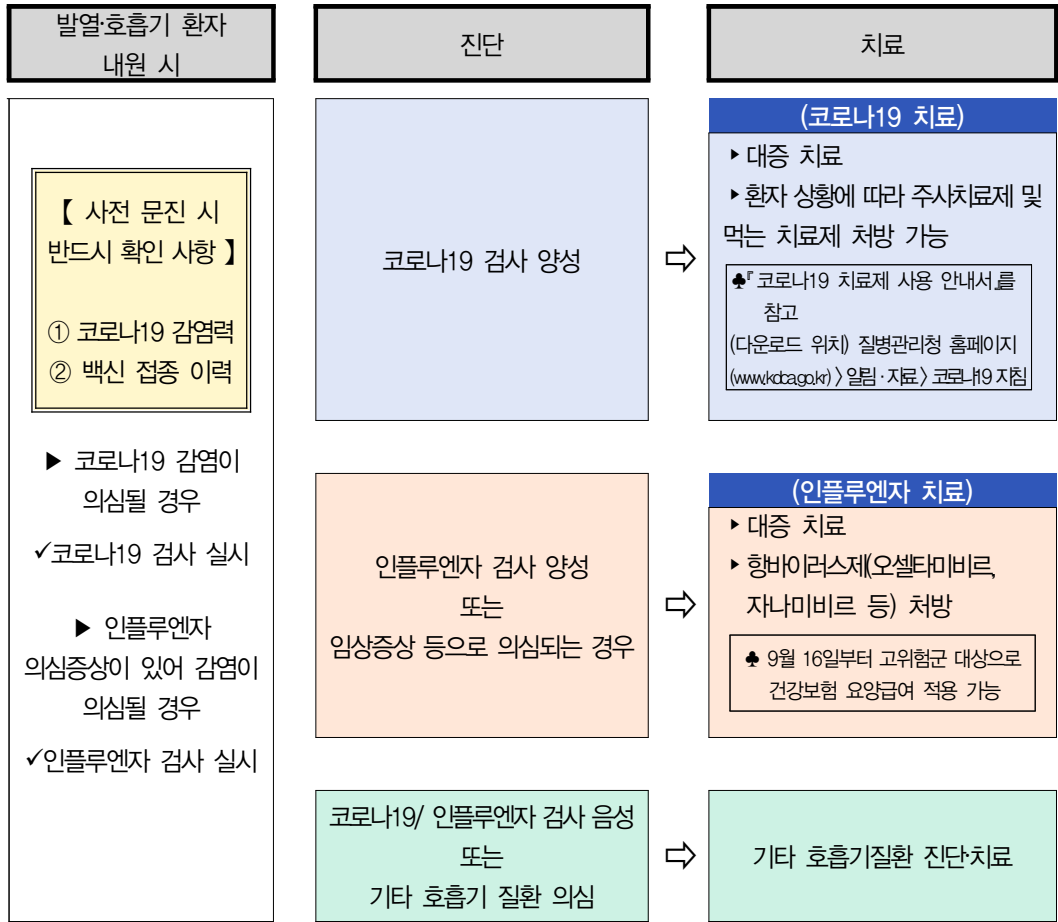 발열·호흡기 환자
내원 시
진단
치료
【 사전 문진 시
반드시 확인 사항 】
① 코로나19 감염력
② 백신 접종 이력
▶ 코로나19 감염이
의심될 경우
✓코로나19 검사 실시
▶ 인플루엔자
의심증상이 있어 감염이
의심될 경우
✓인플루엔자 검사 실시
코로나19 검사 양성
⇨
(코로나19 치료)
▸대증 치료
▸환자 상황에 따라 주사치료제 및
먹는 치료제 처방 가능
♣『코로나19 치료제 사용 안내서』를
참고
(다운로드 위치) 질병관리청 홈페이지
(www.kdca.go.kr) 〉알림·자료〉코로나19 지침
인플루엔자 검사 양성
또는
임상증상 등으로 의심되는 경우
⇨
(인플루엔자 치료)
▸대증 치료
▸항바이러스제(오셀타미비르,
자나미비르 등) 처방
♣ 9월 16일부터 고위험군 대상으로
건강보험 요양급여 적용 가능
코로나19/ 인플루엔자 검사 음성
또는
기타 호흡기 질환 의심
⇨
기타 호흡기질환 진단·치료